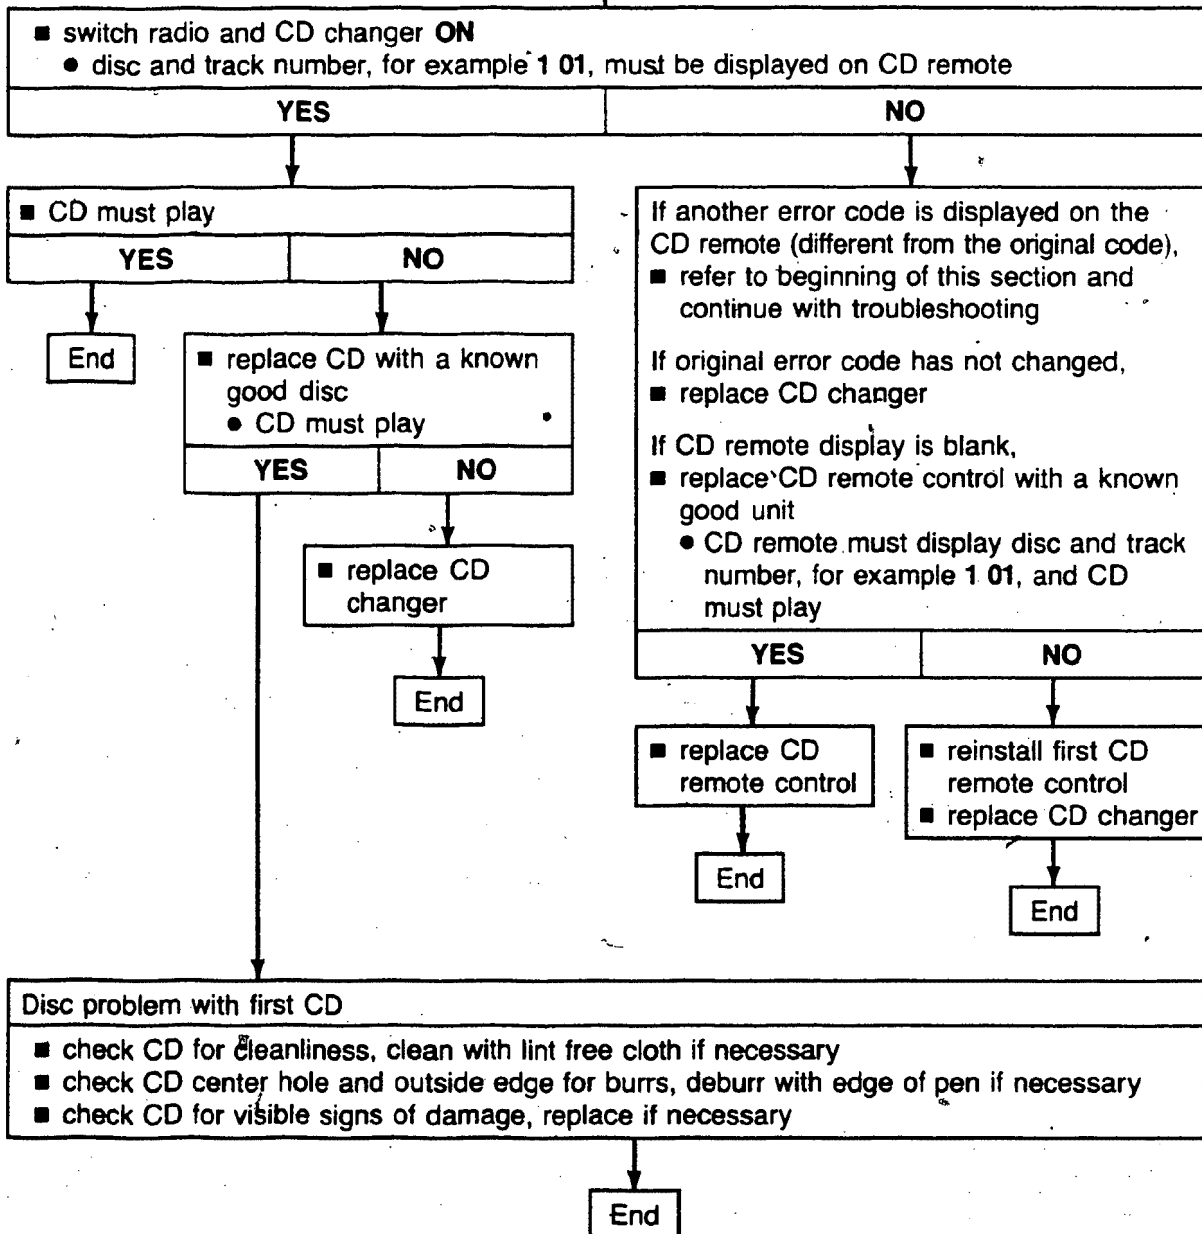 ■ switch radio and CD changer ON
● disc and track number, for example 1 01, must be displayed on CD remote
YES
NO
■ CD must play
YES
NO
End
■ replace CD with a known
good disc
● CD must play
YES
NO
■ replace CD
changer
End
If another error code is displayed on the
CD remote (different from the original code),
■ refer to beginning of this section and
continue with troubleshooting
If original error code has not changed,
■ replace CD changer
If CD remote display is blank,
■ replace CD remote control with a known
good unit
● CD remote must display disc and track
number, for example 1 01, and CD
must play
YES
NO
■ replace CD
remote control
End
■ reinstall first CD
remote control
■ replace CD changer
End
Disc problem with first CD
■ check CD for cleanliness, clean with lint free cloth if necessary
■ check CD center hole and outside edge for burrs, deburr with edge of pen if necessary
■ check CD for visible signs of damage, replace if necessary
End